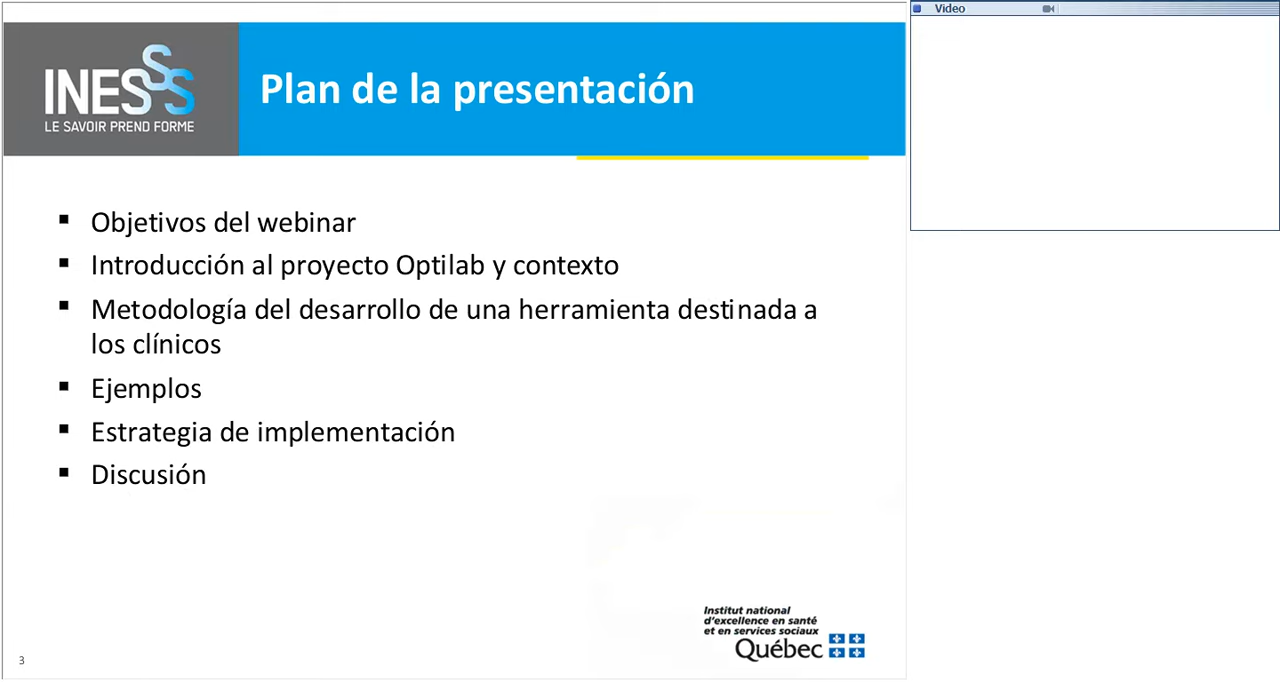 INESSS
LE SAVOIR PREND FORME
Plan de la presentación
Video
▪ Objetivos del webinar
▪ Introducción al proyecto Optilab y contexto
▪ Metodología del desarrollo de una herramienta destinada a
los clínicos
▪ Ejemplos
▪ Estrategia de implementación
▪ Discusión
Institut national
d'excellence en santé
et en services sociaux
Québec
3